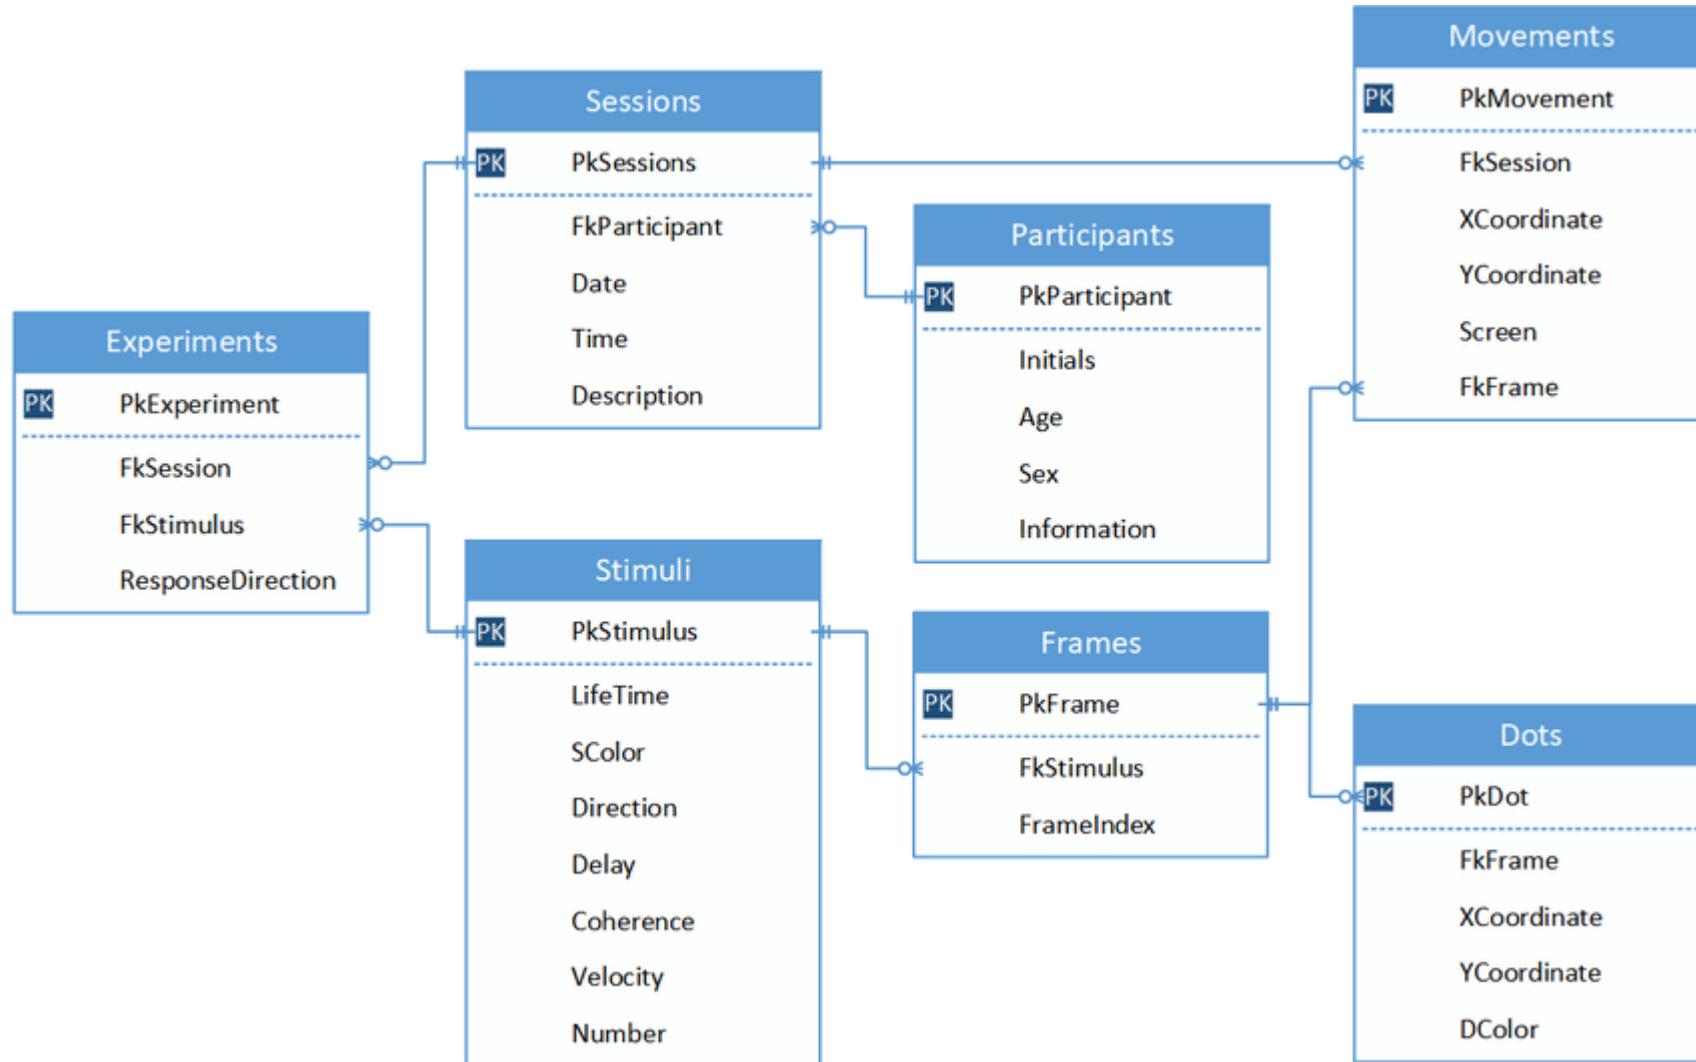 Experiments
PK PkExperiment
FkSession
FkStimulus
ResponseDirection
Sessions
PK PkSessions
FkParticipant
Date
Time
Description
Stimuli
PK PkStimulus
LifeTime
SColor
Direction
Delay
Coherence
Velocity
Number
Participants
PK PkParticipant
Initials
Age
Sex
Information
Frames
PK PkFrame
FkStimulus
FrameIndex
Movements
PK PkMovement
FkSession
XCoordinate
YCoordinate
Screen
FkFrame
Dots
PK PkDot
FkFrame
XCoordinate
YCoordinate
DColor